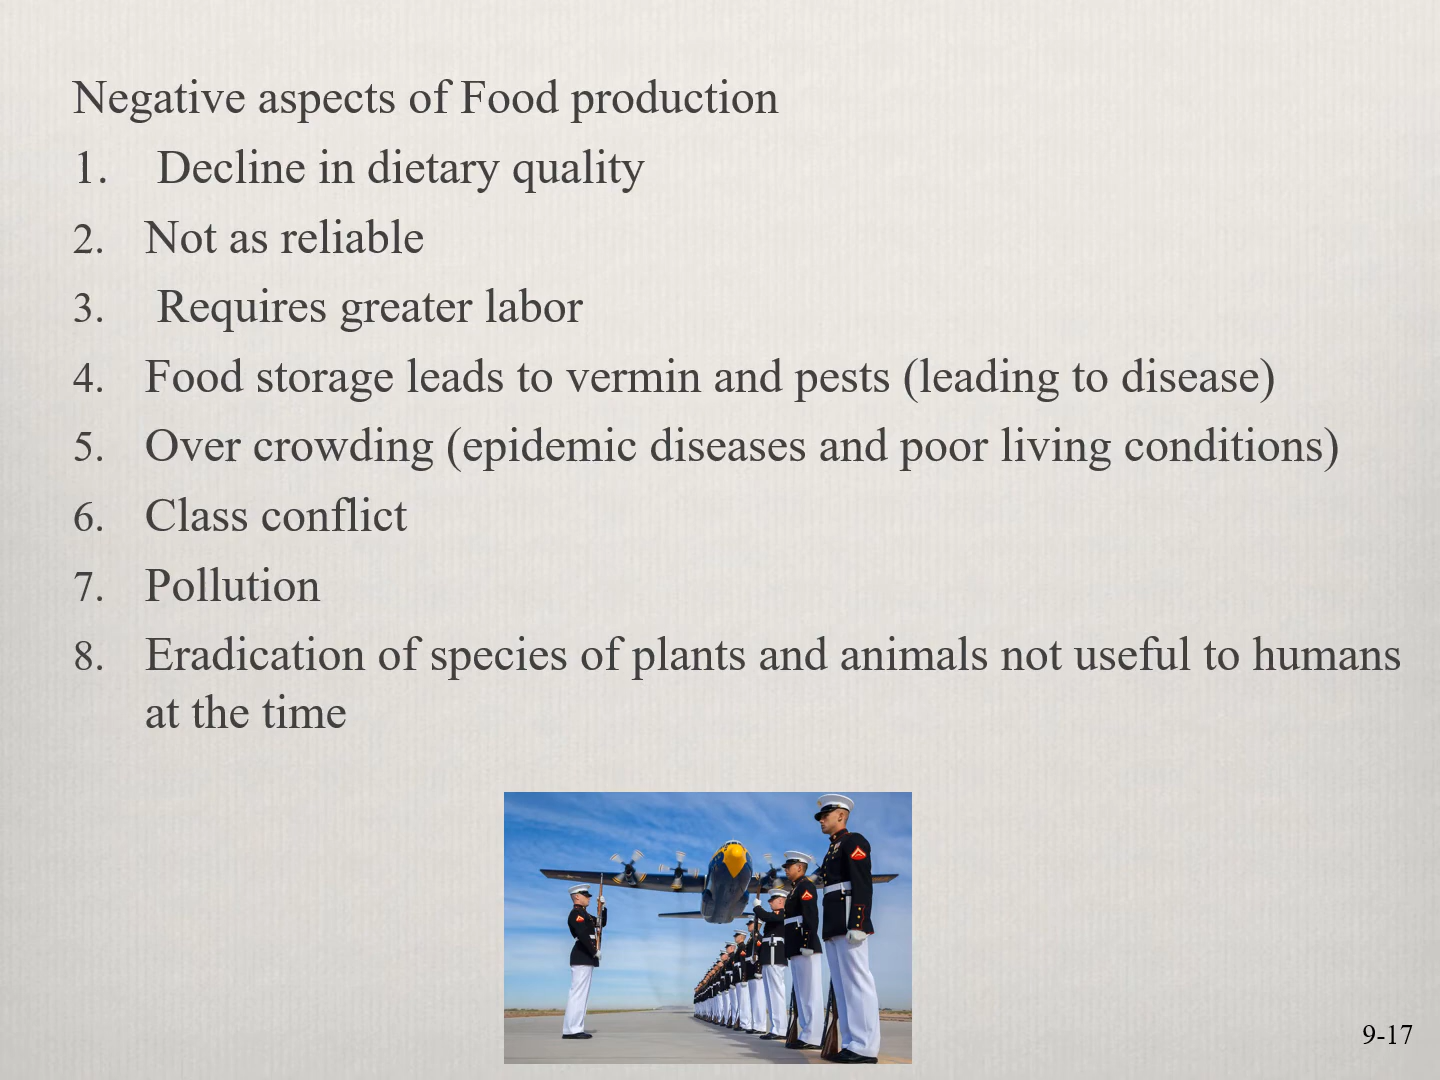 Negative aspects of Food production
1. Decline in dietary quality
2. Not as reliable
3. Requires greater labor
4. Food storage leads to vermin and pests (leading to disease)
5. Over crowding (epidemic diseases and poor living conditions)
6. Class conflict
7. Pollution
8. Eradication of species of plants and animals not useful to humans
at the time
9-17